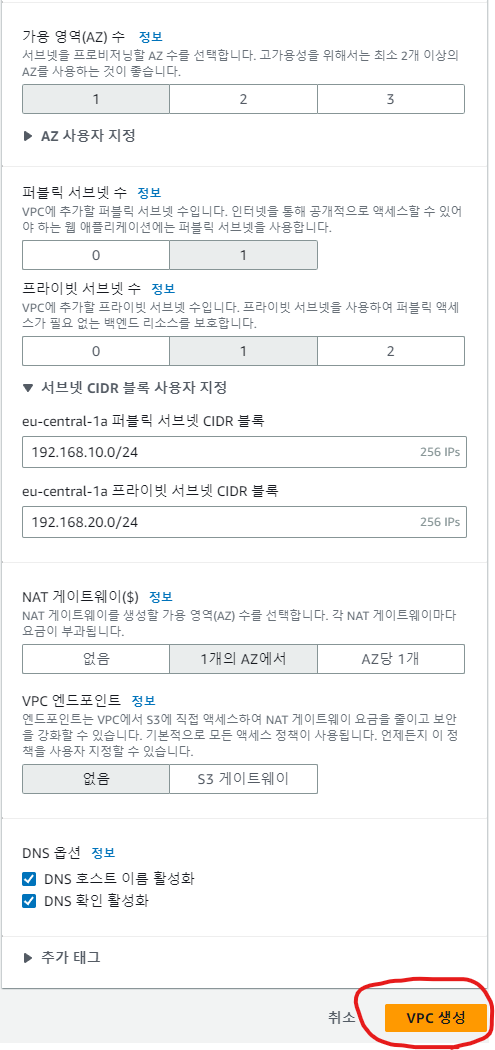 가용 영역(AZ) 수 정보
서브넷을 프로비저닝할 AZ 수를 선택합니다. 고가용성을 위해서는 최소 2개 이상의
AZ를 사용하는 것이 좋습니다.
1 2 3
▶ AZ 사용자 지정
퍼블릭 서브넷 수 정보
VPC에 추가할 퍼블릭 서브넷 수입니다. 인터넷을 통해 공개적으로 액세스할 수 있어
야 하는 웹 애플리케이션에는 퍼블릭 서브넷을 사용합니다.
0 1
프라이빗 서브넷 수 정보
VPC에 추가할 프라이빗 서브넷 수입니다. 프라이빗 서브넷을 사용하여 퍼블릭 액세
스가 필요 없는 백엔드 리소스를 보호합니다.
0 1 2
▼ 서브넷 CIDR 블록 사용자 지정
eu-central-1a 퍼블릭 서브넷 CIDR 블록
192.168.10.0/24 256 IPs
eu-central-1a 프라이빗 서브넷 CIDR 블록
192.168.20.0/24 256 IPs
NAT 게이트웨이($) 정보
NAT 게이트웨이를 생성할 가용 영역(AZ) 수를 선택합니다. 각 NAT 게이트웨이마다
요금이 부과됩니다.
없음 1개의 AZ에서 AZ당 1개
VPC 엔드포인트 정보
엔드포인트는 VPC에서 S3에 직접 액세스하여 NAT 게이트웨이 요금을 줄이고 보안
을 강화할 수 있습니다. 기본적으로 모든 액세스 정책이 사용됩니다. 언제든지 이 정
책을 사용자 지정할 수 있습니다.
없음 S3 게이트웨이
DNS 옵션 정보
DNS 호스트 이름 활성화
DNS 확인 활성화
▶ 추가 태그
취소 VPC 생성